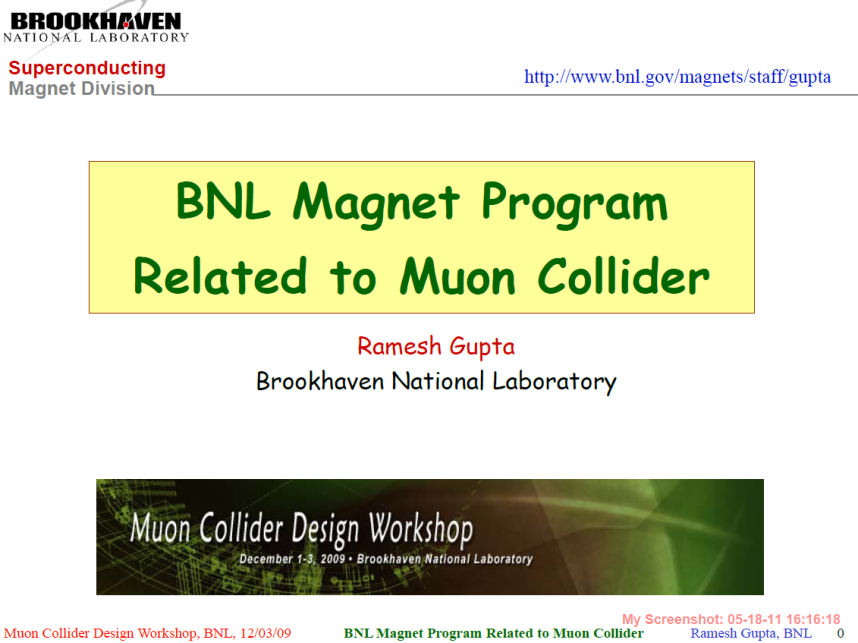 BROOKHAVEN
NATIONAL LABORATORY
Superconducting
Magnet Division
http://www.bnl.gov/magnets/staff/gupta
BNL Magnet Program
Related to Muon Collider
Ramesh Gupta
Brookhaven National Laboratory
Muon Collider Design Workshop
December 1-3, 2009 • Brookhaven National Laboratory
My Screenshot: 05-18-11 16:16:18
Muon Collider Design Workshop, BNL, 12/03/09 BNL Magnet Program Related to Muon Collider Ramesh Gupta, BNL 0